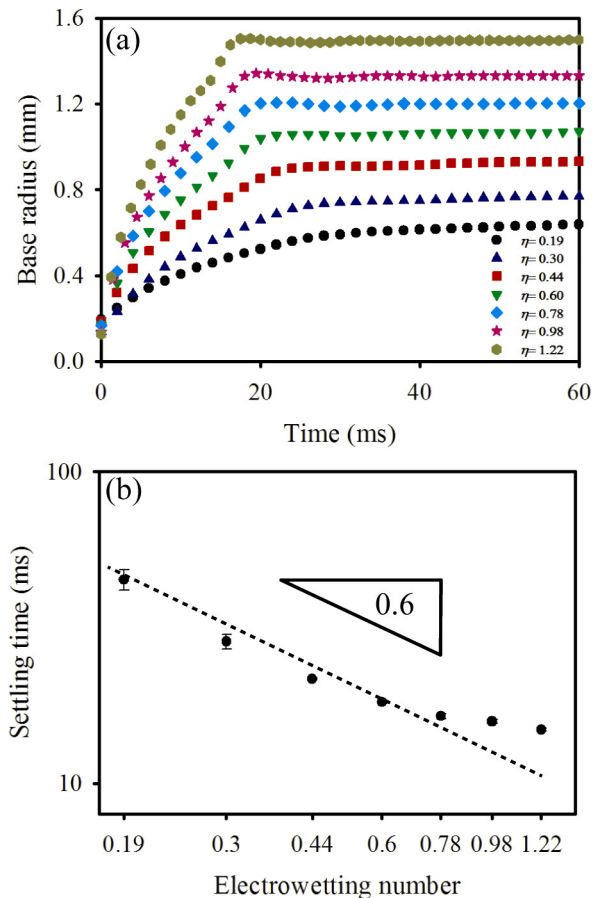 (a)
1.6
1.2
0.8
0.4
0.0
Base radius (mm)
η= 0.19
η= 0.30
η= 0.44
η= 0.60
η= 0.78
η= 0.98
η= 1.22
0
20
40
60
Time (ms)
(b)
100
10
Settling time (ms)
0.6
0.19
0.3
0.44
0.6
0.78
0.98
1.22
Electrowetting number